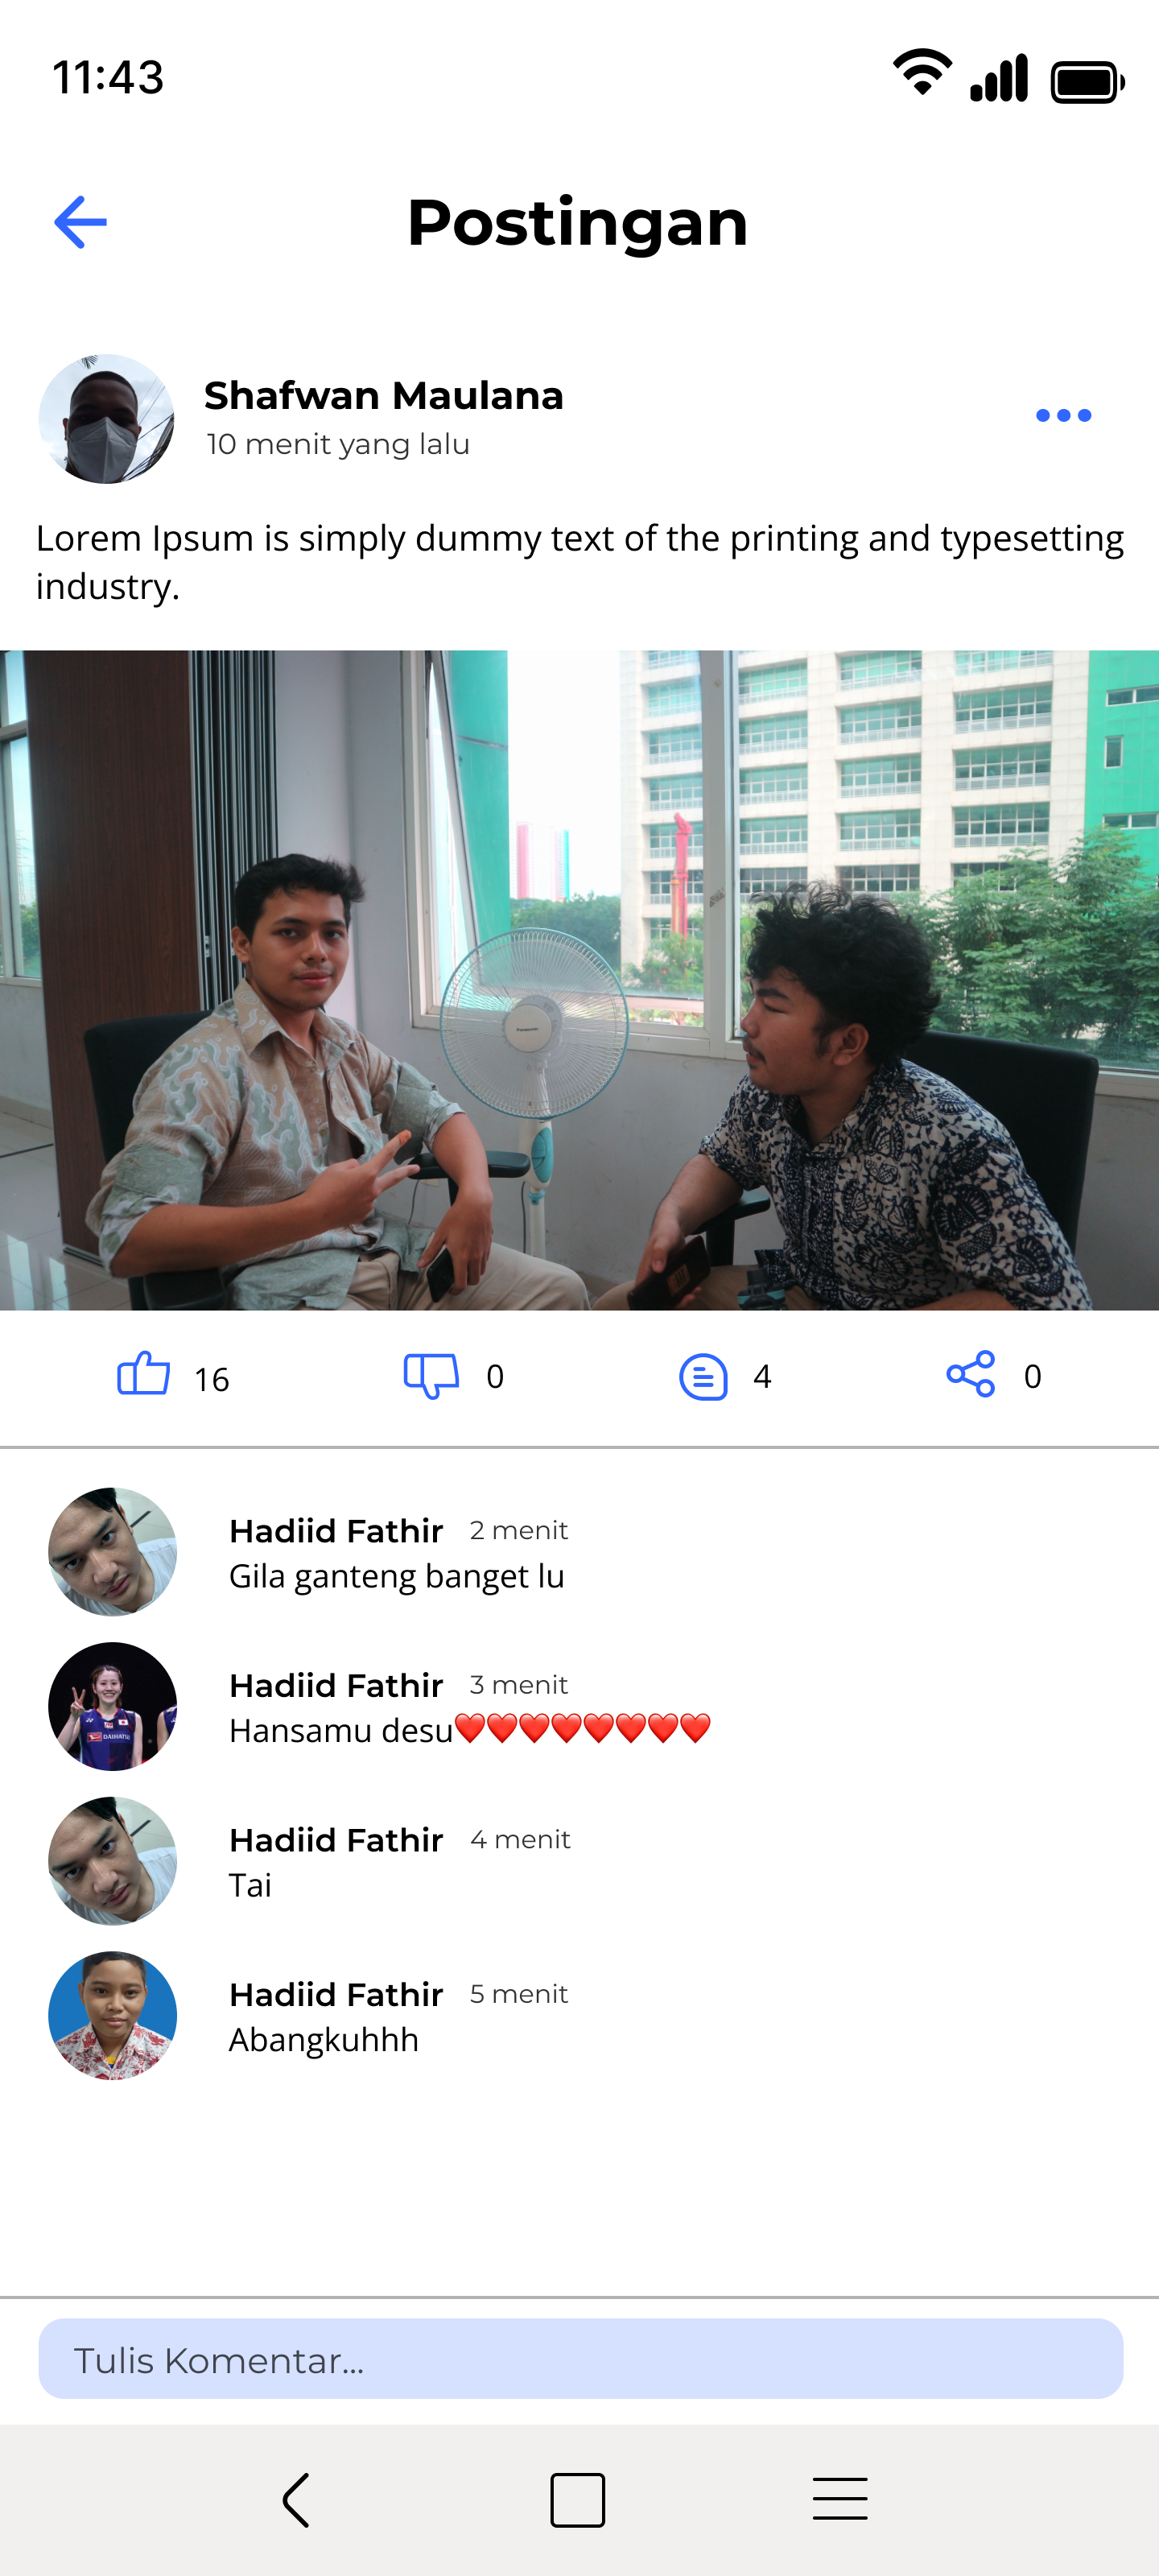 11:43
Postingan
Shafwan Maulana
10 menit yang lalu
Lorem Ipsum is simply dummy text of the printing and typesetting
industry.
Panasonic
16
0
4
0
Hadiid Fathir 2 menit
Gila ganteng banget lu
Hadiid Fathir 3 menit
Hansamu desu❤️❤️❤️❤️❤️❤️❤️❤️
DAIHATSU
Hadiid Fathir 4 menit
Tai
Hadiid Fathir 5 menit
Abangkuhhh
Tulis Komentar...